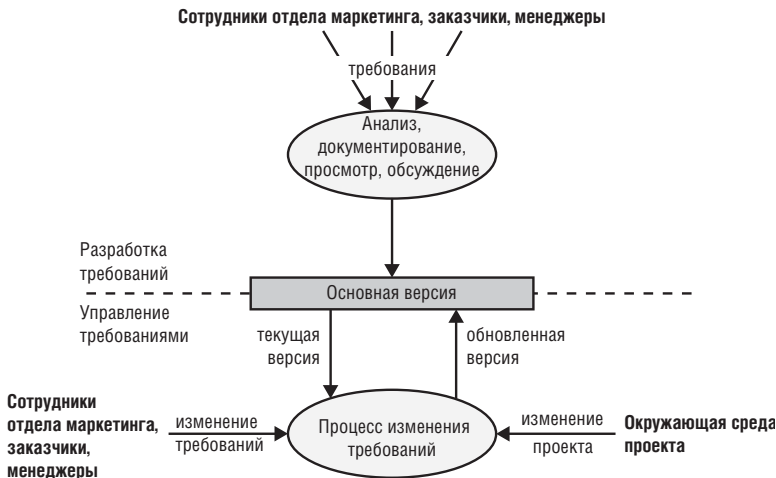 Сотрудники отдела маркетинга, заказчики, менеджеры
требования
Анализ,
документирование,
просмотр, обсуждение
Разработка
требований
Основная версия
Управление
требованиями
текущая
версия
обновленная
версия
Сотрудники
отдела маркетинга,
заказчики,
менеджеры
изменение
требований
Процесс изменения
требований
изменение
проекта
Окружающая среда
проекта